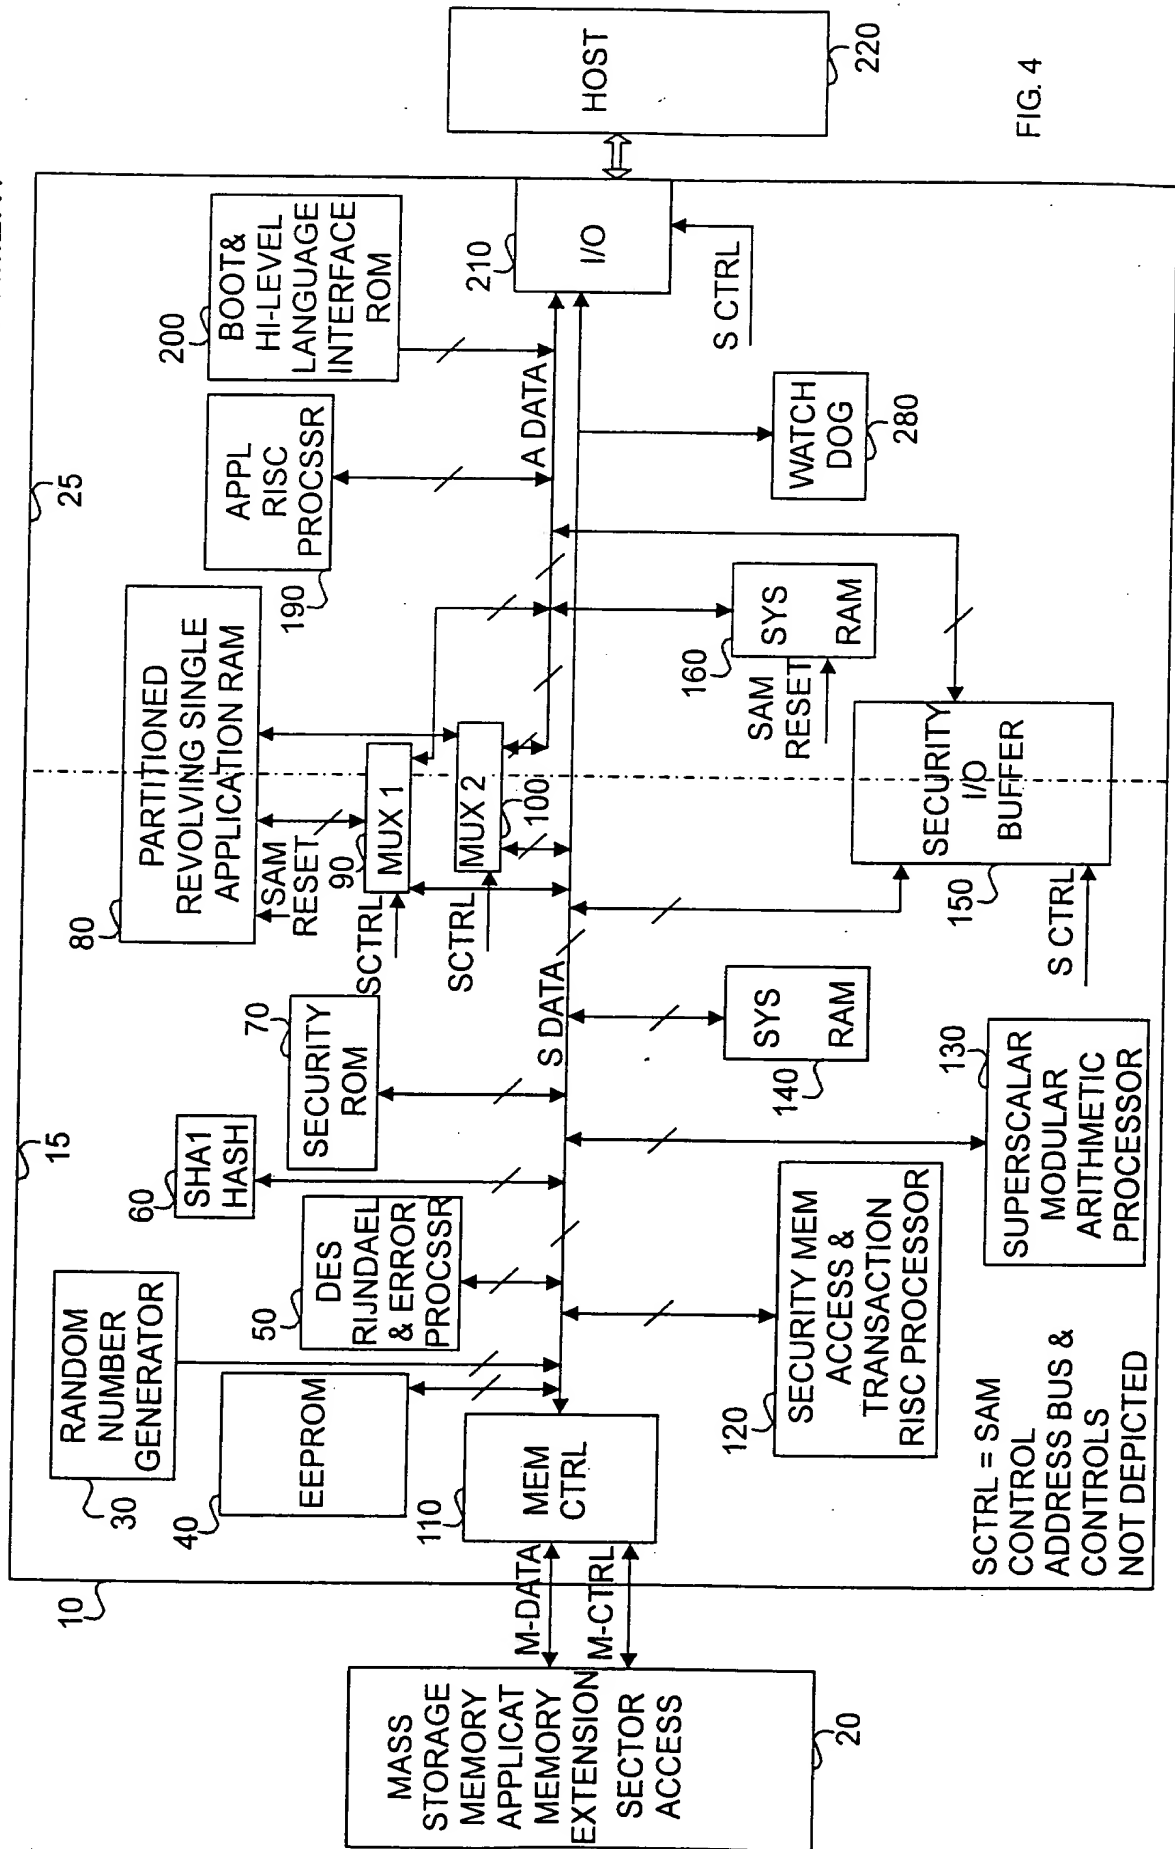 10
15
25
MASS
STORAGE
MEMORY
APPLICAT
MEMORY
EXTENSION
SECTOR
ACCESS
20
M-DATA
M-CTRL
MEM
CTRL
110
RANDOM
NUMBER
GENERATOR
30
EEPROM
40
DES
RIJNDAEL
& ERROR
PROCSSR
50
SHA1
HASH
60
SECURITY
ROM
70
PARTITIONED
REVOLVING SINGLE
APPLICATION RAM
80
SAM
RESET
MUX 1
90
SCTRL
MUX 2
100
SCTRL
APPL
RISC
PROCSSR
190
BOOT&
HI-LEVEL
LANGUAGE
INTERFACE
ROM
200
A DATA
S DATA
I/O
210
S CTRL
HOST
220
SECURITY MEM
ACCESS &
TRANSACTION
RISC PROCESSOR
120
SUPERSCALAR
MODULAR
ARITHMETIC
PROCESSOR
130
SYS
RAM
140
SECURITY
I/O
BUFFER
150
S CTRL
SYS
RAM
160
SAM
RESET
WATCH
DOG
280
SCTRL = SAM
CONTROL
ADDRESS BUS &
CONTROLS
NOT DEPICTED
FIG. 4